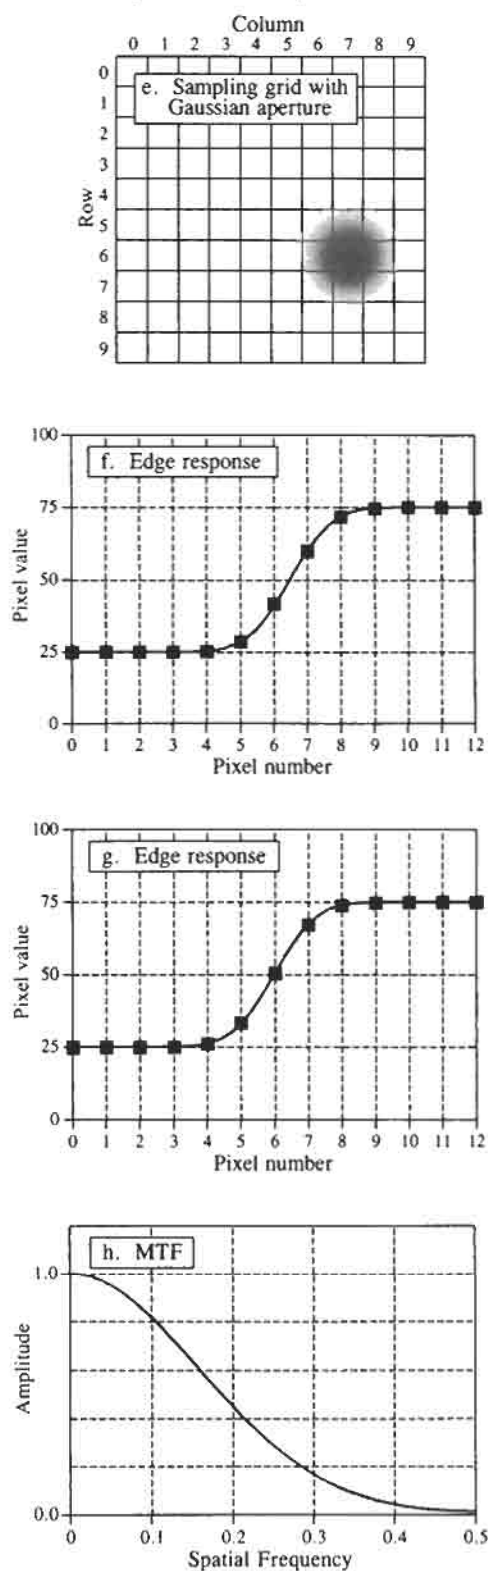 Column
0 1 2 3 4 5 6 7 8 9
e. Sampling grid with
Gaussian aperture
Row
0
1
2
3
4
5
6
7
8
9
f. Edge response
Pixel value
100
75
50
25
0
0 1 2 3 4 5 6 7 8 9 10 11 12
Pixel number
g. Edge response
Pixel value
100
75
50
25
0
0 1 2 3 4 5 6 7 8 9 10 11 12
Pixel number
h. MTF
Amplitude
1.0
0.0
0 0.1 0.2 0.3 0.4 0.5
Spatial Frequency